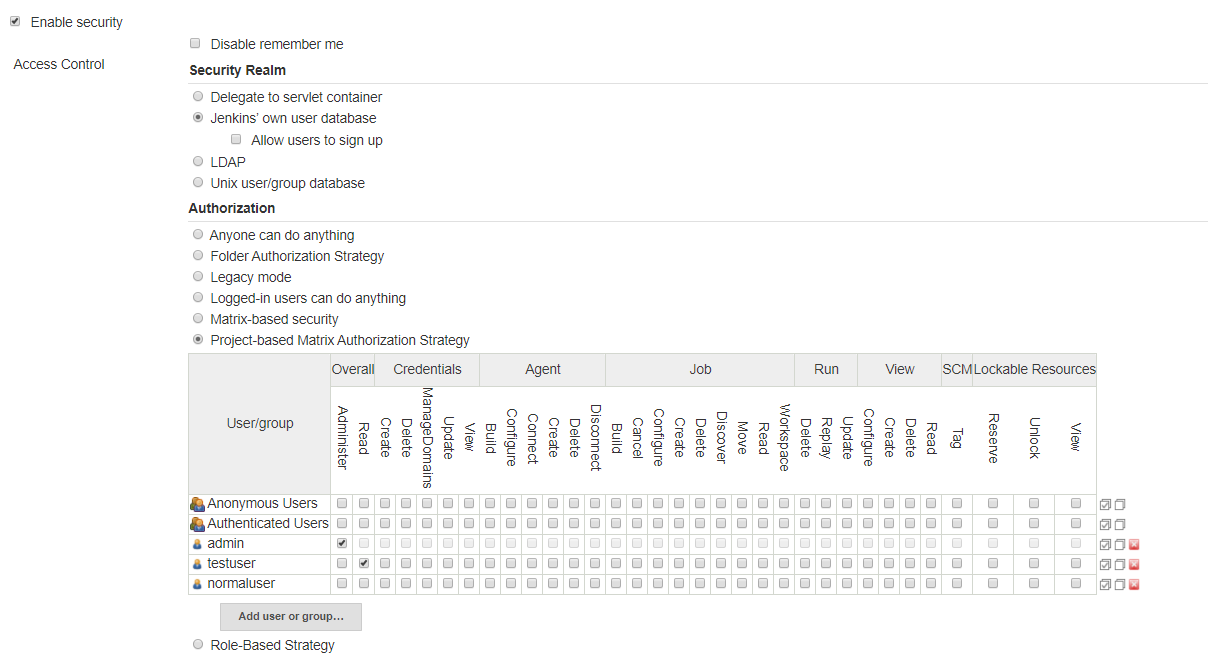 Enable security
Disable remember me
Access Control
Security Realm
Delegate to servlet container
Jenkins' own user database
Allow users to sign up
LDAP
Unix user/group database
Authorization
Anyone can do anything
Folder Authorization Strategy
Legacy mode
Logged-in users can do anything
Matrix-based security
Project-based Matrix Authorization Strategy
User/group Overall Credentials Agent Job Run View SCM Lockable Resources
Administer Read Create Delete ManageDomains Update View Build Configure Connect Create Delete Disconnect Build Cancel Configure Create Delete Discover Move Read Workspace Delete Replay Update Configure Create Delete Read Tag Reserve Unlock View
Anonymous Users
Authenticated Users
admin
testuser
normaluser
Add user or group...
Role-Based Strategy